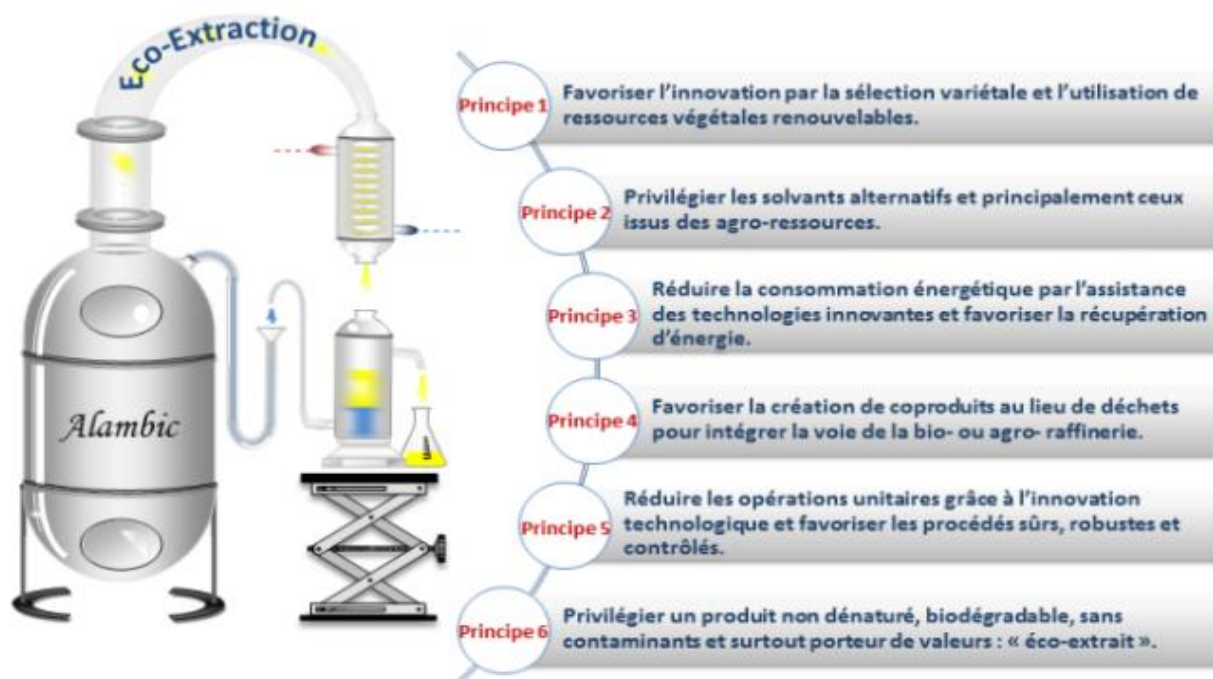 Eco-Extraction
Alambic
Principe 1
Favoriser l'innovation par la sélection variétale et l'utilisation de
ressources végétales renouvelables.
Principe 2
Privilégier les solvants alternatifs et principalement ceux
issus des agro-ressources.
Principe 3
Réduire la consommation énergétique par l'assistance
des technologies innovantes et favoriser la récupération
d'énergie.
Principe 4
Favoriser la création de coproduits au lieu de déchets
pour intégrer la voie de la bio- ou agro- raffinerie.
Principe 5
Réduire les opérations unitaires grâce à l'innovation
technologique et favoriser les procédés sûrs, robustes et
contrôlés.
Principe 6
Privilégier un produit non dénaturé, biodégradable, sans
contaminants et surtout porteur de valeurs : « éco-extrait ».